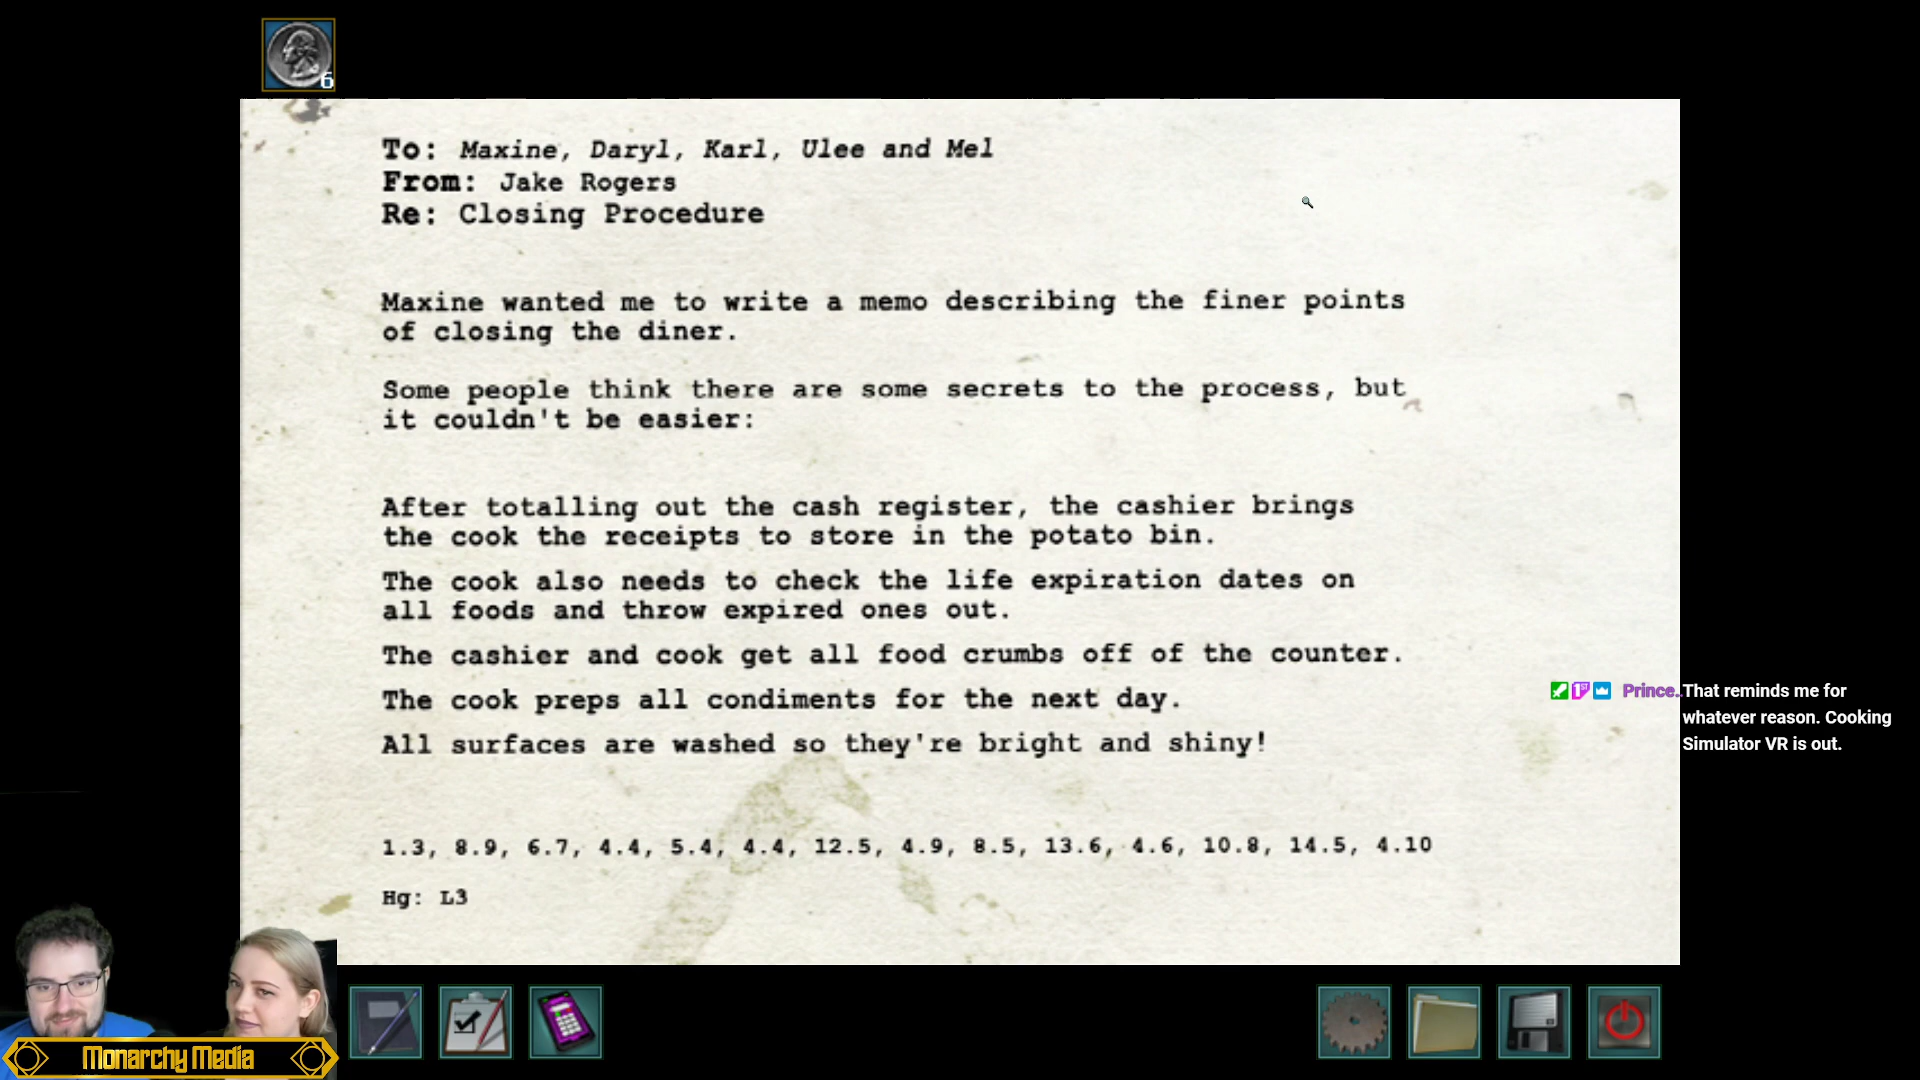 6
To: Maxine, Daryl, Karl, Ulee and Mel
From: Jake Rogers
Re: Closing Procedure
Maxine wanted me to write a memo describing the finer points
of closing the diner.
Some people think there are some secrets to the process, but
it couldn't be easier:
After totalling out the cash register, the cashier brings
the cook the receipts to store in the potato bin.
The cook also needs to check the life expiration dates on
all foods and throw expired ones out.
The cashier and cook get all food crumbs off of the counter.
The cook preps all condiments for the next day.
All surfaces are washed so they're bright and shiny!
1.3, 8.9, 6.7, 4.4, 5.4, 4.4, 12.5, 4.9, 8.5, 13.6, 4.6, 10.8, 14.5, 4.10
Hg: L3
Prince. That reminds me for
whatever reason. Cooking
Simulator VR is out.
Monarchy Media